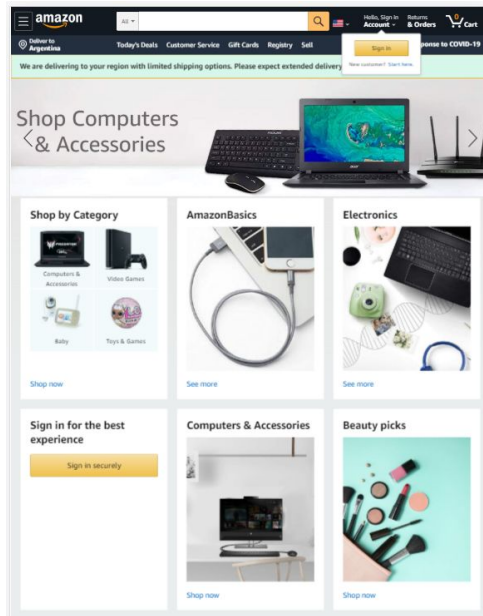 amazon
All
Hello, Sign in
Account
Returns
& Orders
0
Cart
Deliver to
Argentina
Today's Deals
Customer Service
Gift Cards
Registry
Sell
ponse to COVID-19
Sign in
New customer? Start here.
We are delivering to your region with limited shipping options. Please expect extended delivery
Shop Computers
& Accessories
acer
Shop by Category
PREDATOR
Computers &
Accessories
Video Games
Baby
Toys & Games
Shop now
AmazonBasics
See more
Electronics
See more
Sign in for the best
experience
Sign in securely
Computers & Accessories
Shop now
Beauty picks
Shop now